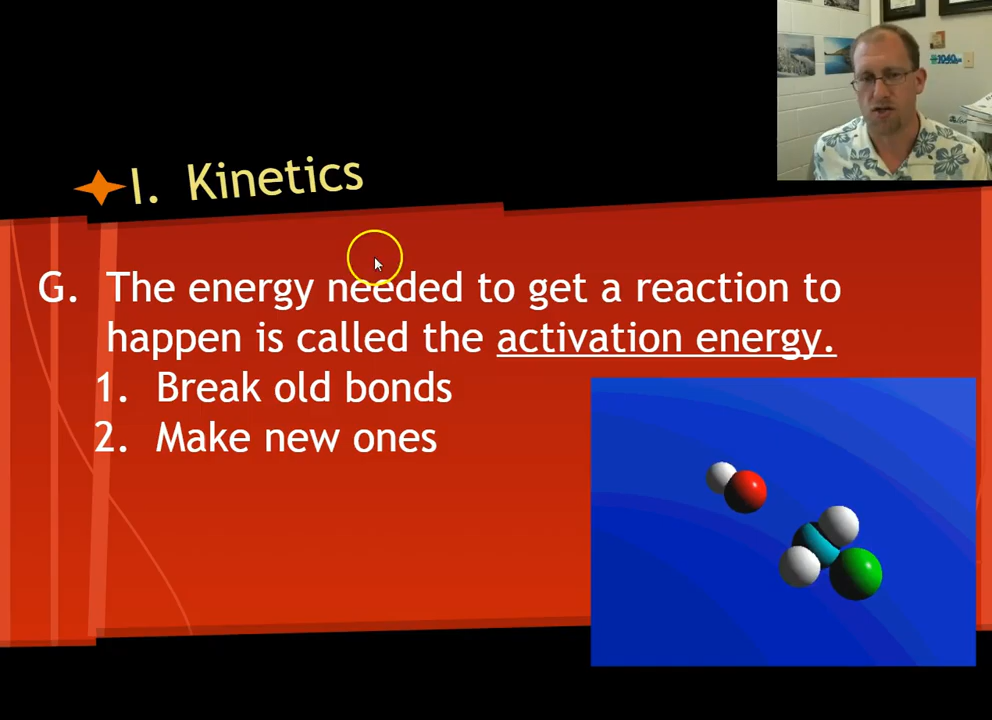 I. Kinetics
G. The energy needed to get a reaction to
happen is called the activation energy.
1. Break old bonds
2. Make new ones
1040